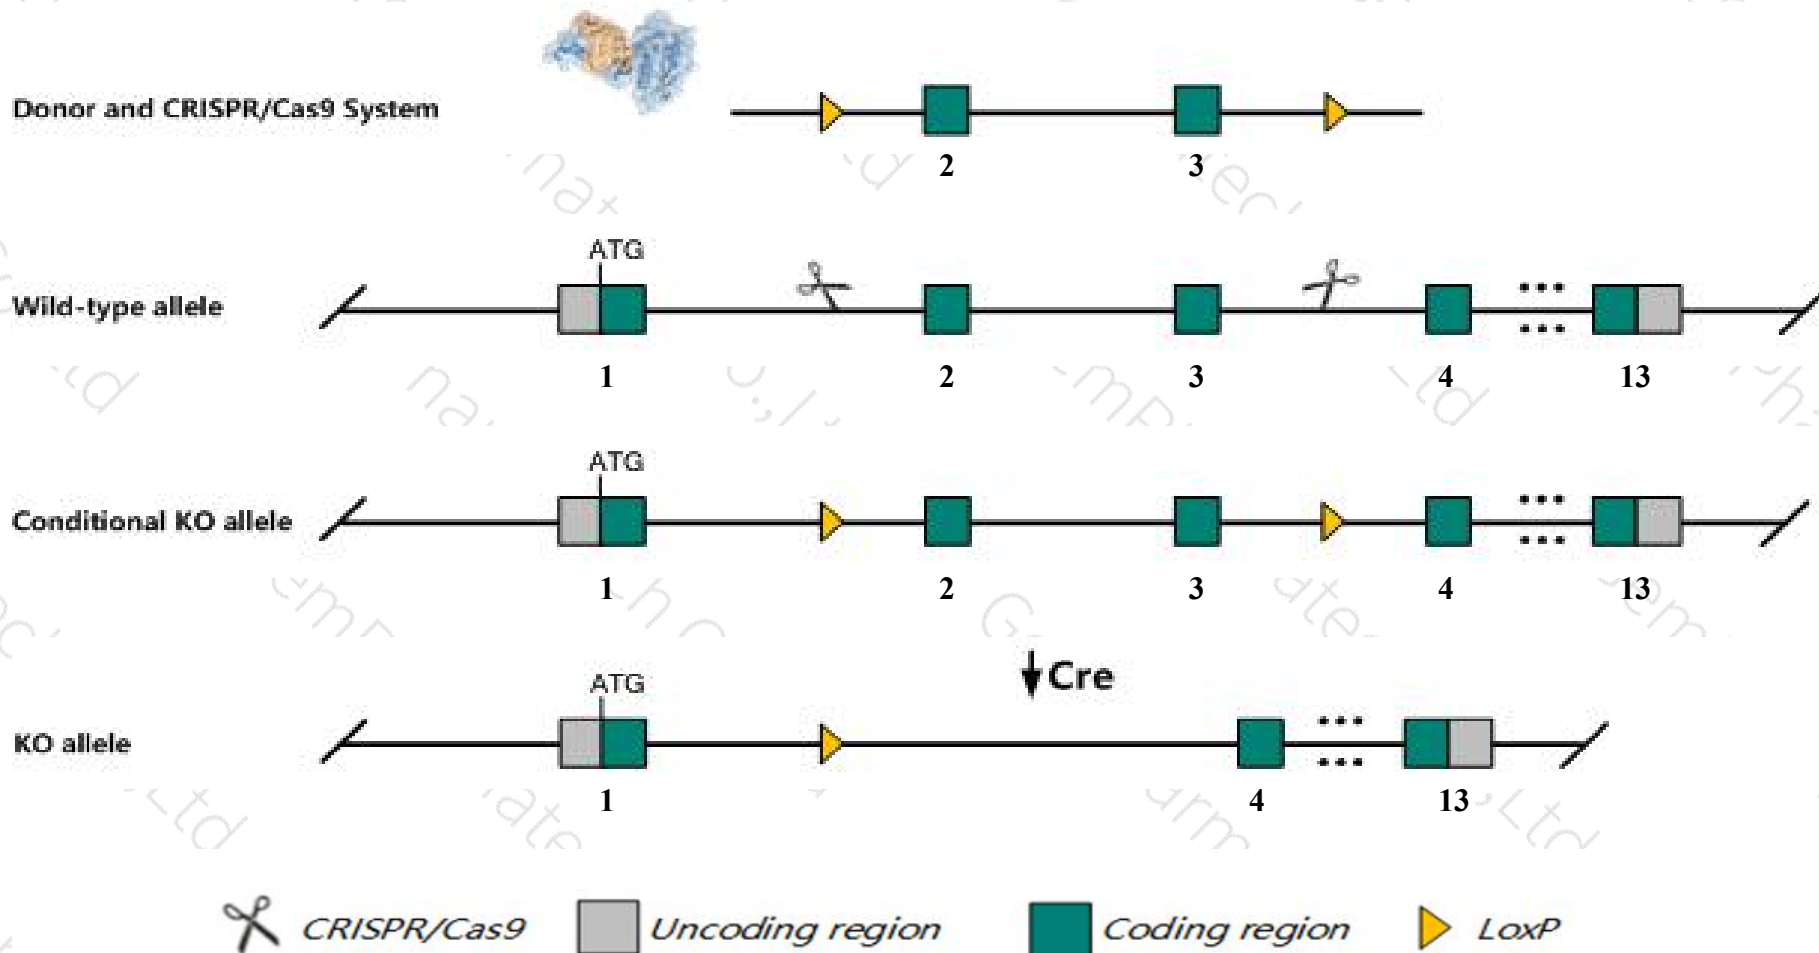 Donor and CRISPR/Cas9 System
2 3
ATG
Wild-type allele
1 2 3 4 13
ATG
Conditional KO allele
1 2 3 4 13
Cre
ATG
KO allele
1 4 13
CRISPR/Cas9 Uncoding region Coding region LoxP